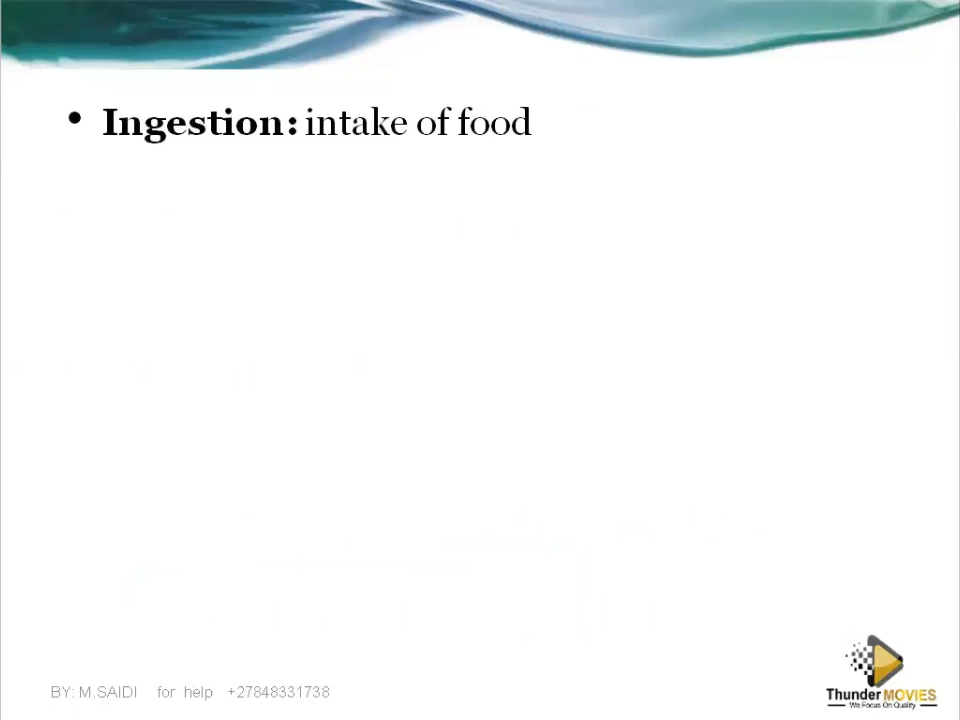 • Ingestion: intake of food
BY: M.SAIDI for help +27848331738
Thunder MOVIES
We Focus On Quality